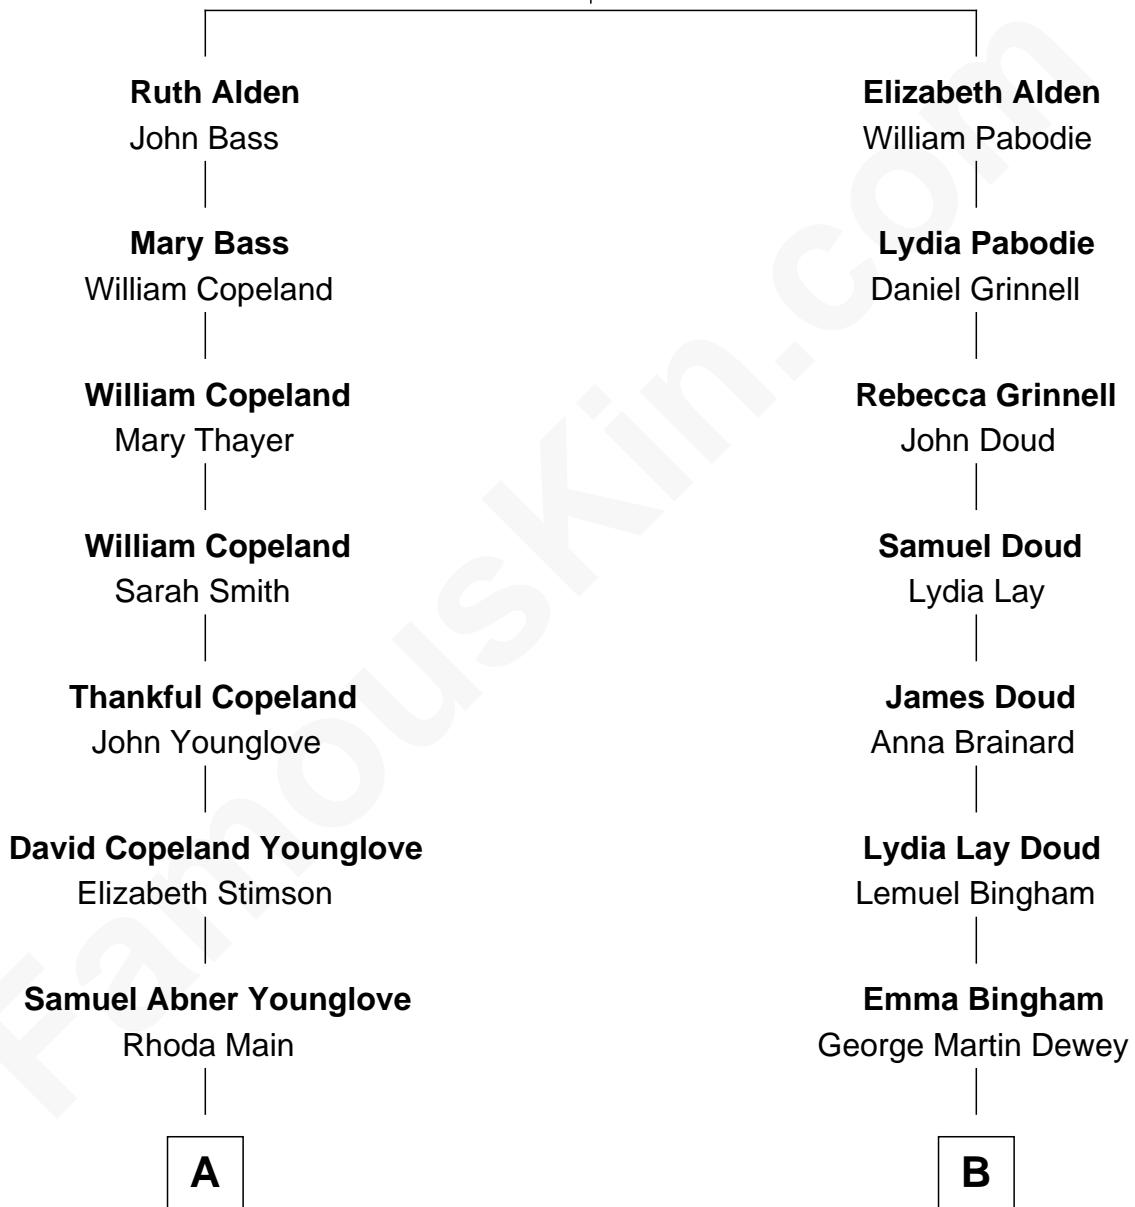 Ruth Alden
John Bass
Elizabeth Alden
William Pabodie
Mary Bass
William Copeland
Lydia Pabodie
Daniel Grinnell
William Copeland
Mary Thayer
Rebecca Grinnell
John Doud
William Copeland
Sarah Smith
Samuel Doud
Lydia Lay
Thankful Copeland
John Younglove
James Doud
Anna Brainard
David Copeland Younglove
Elizabeth Stimson
Lydia Lay Doud
Lemuel Bingham
Samuel Abner Younglove
Rhoda Main
Emma Bingham
George Martin Dewey
A
B
FamousKin.com